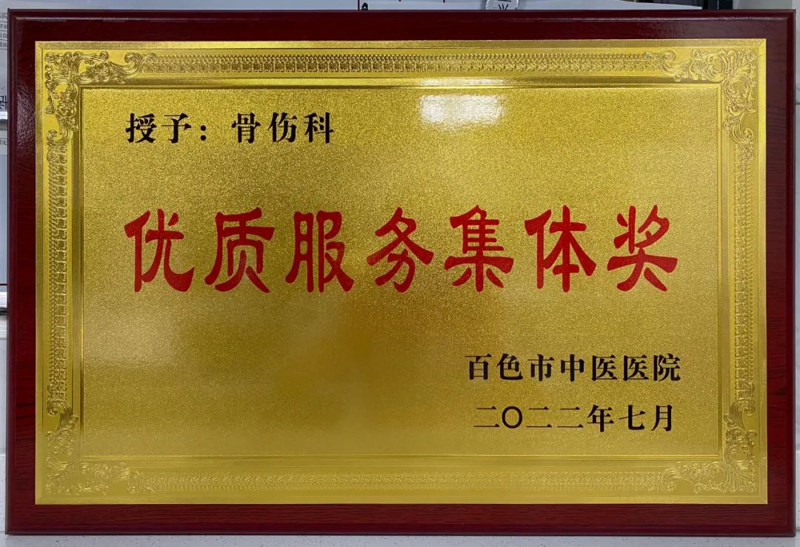 授予：骨伤科
优质服务集体奖
百色市中医医院
二〇二二年七月